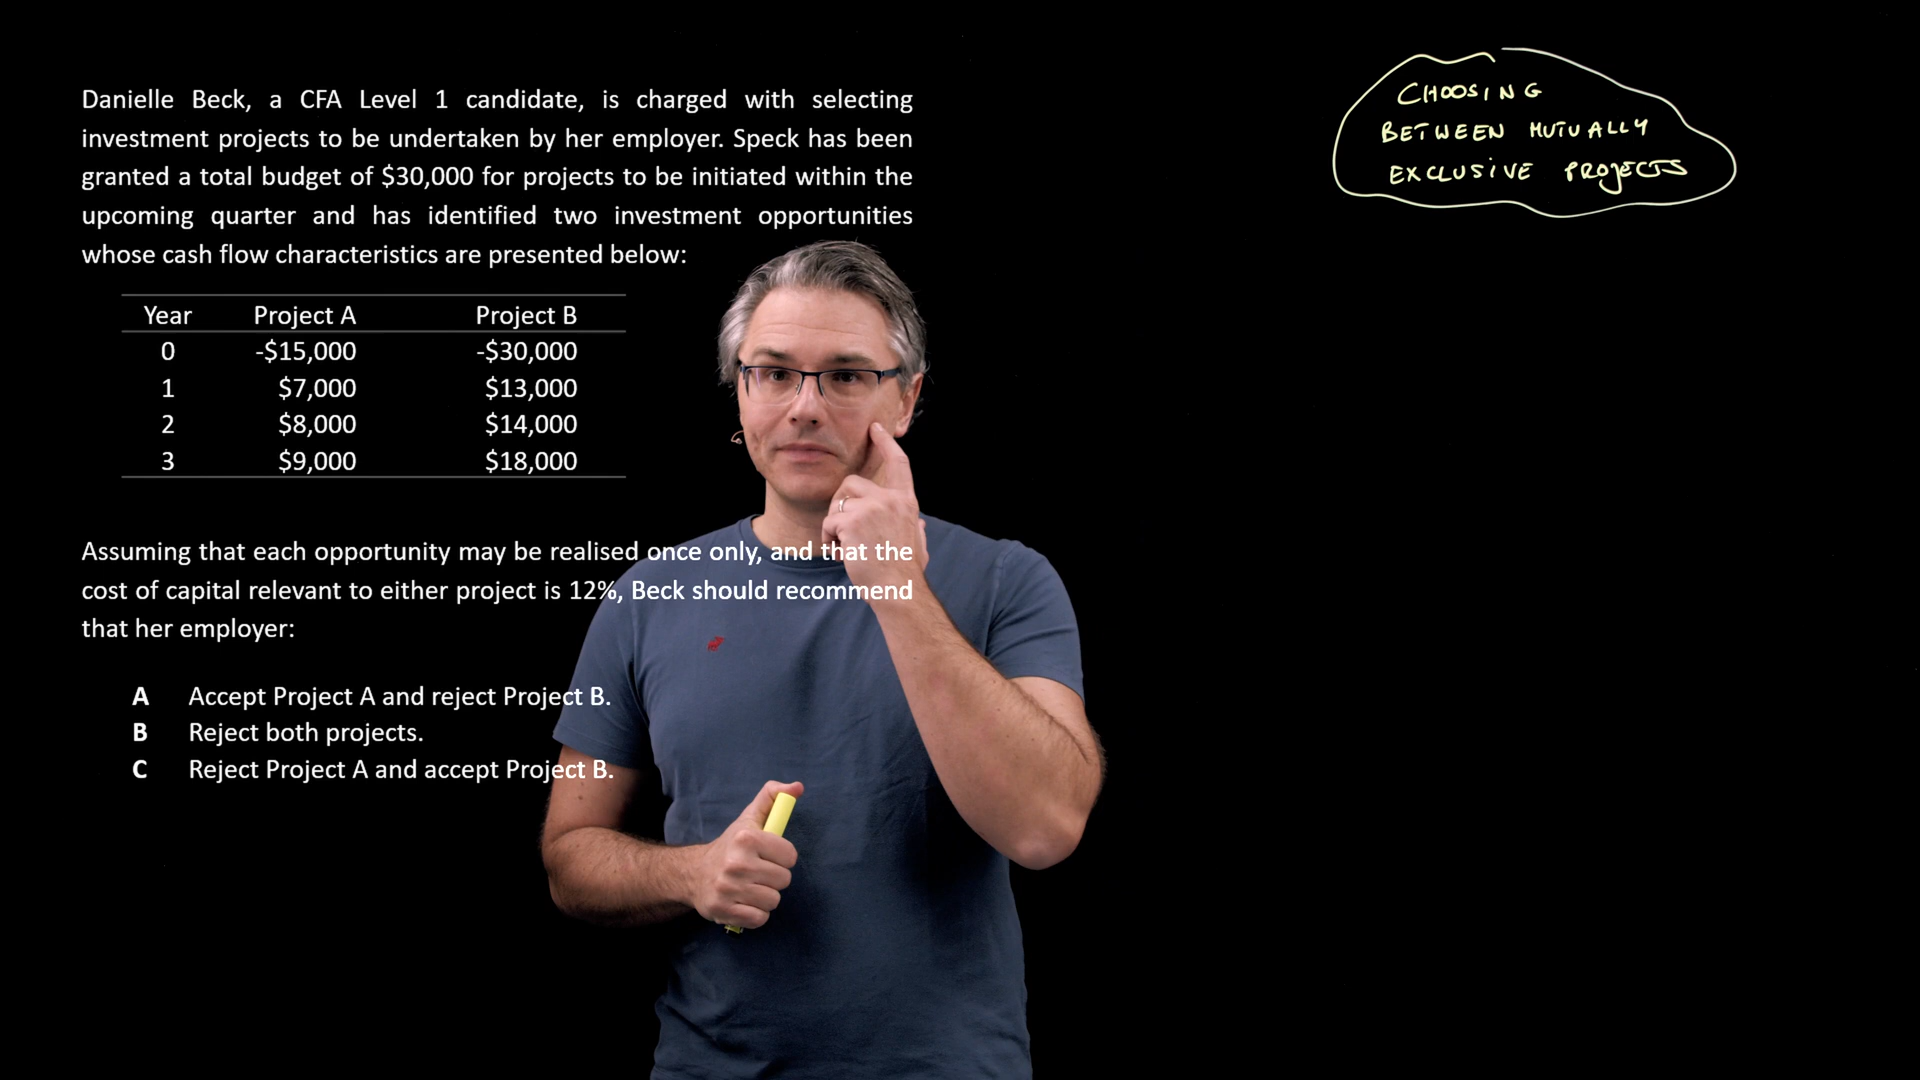 Danielle Beck, a CFA Level 1 candidate, is charged with selecting
investment projects to be undertaken by her employer. Speck has been
granted a total budget of $30,000 for projects to be initiated within the
upcoming quarter and has identified two investment opportunities
whose cash flow characteristics are presented below:
Year Project A Project B
0 -$15,000 -$30,000
1 $7,000 $13,000
2 $8,000 $14,000
3 $9,000 $18,000
Assuming that each opportunity may be realised once only, and that the
cost of capital relevant to either project is 12%, Beck should recommend
that her employer:
A Accept Project A and reject Project B.
B Reject both projects.
C Reject Project A and accept Project B.
CHOOSING
BETWEEN MUTUALLY
EXCLUSIVE PROJECTS